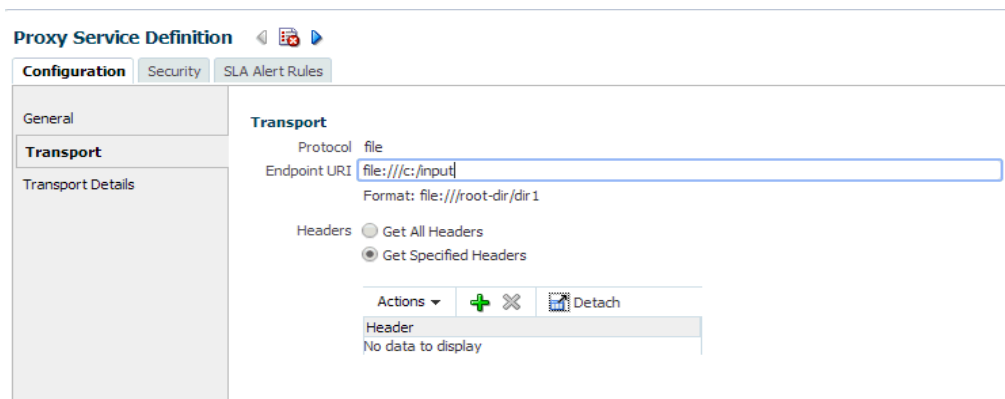 Proxy Service Definition
Configuration Security SLA Alert Rules
General
Transport
Transport Details
Transport
Protocol file
Endpoint URI file:///c:/input
Format: file:///root-dir/dir1
Headers Get All Headers
Get Specified Headers
Actions Detach
Header
No data to display